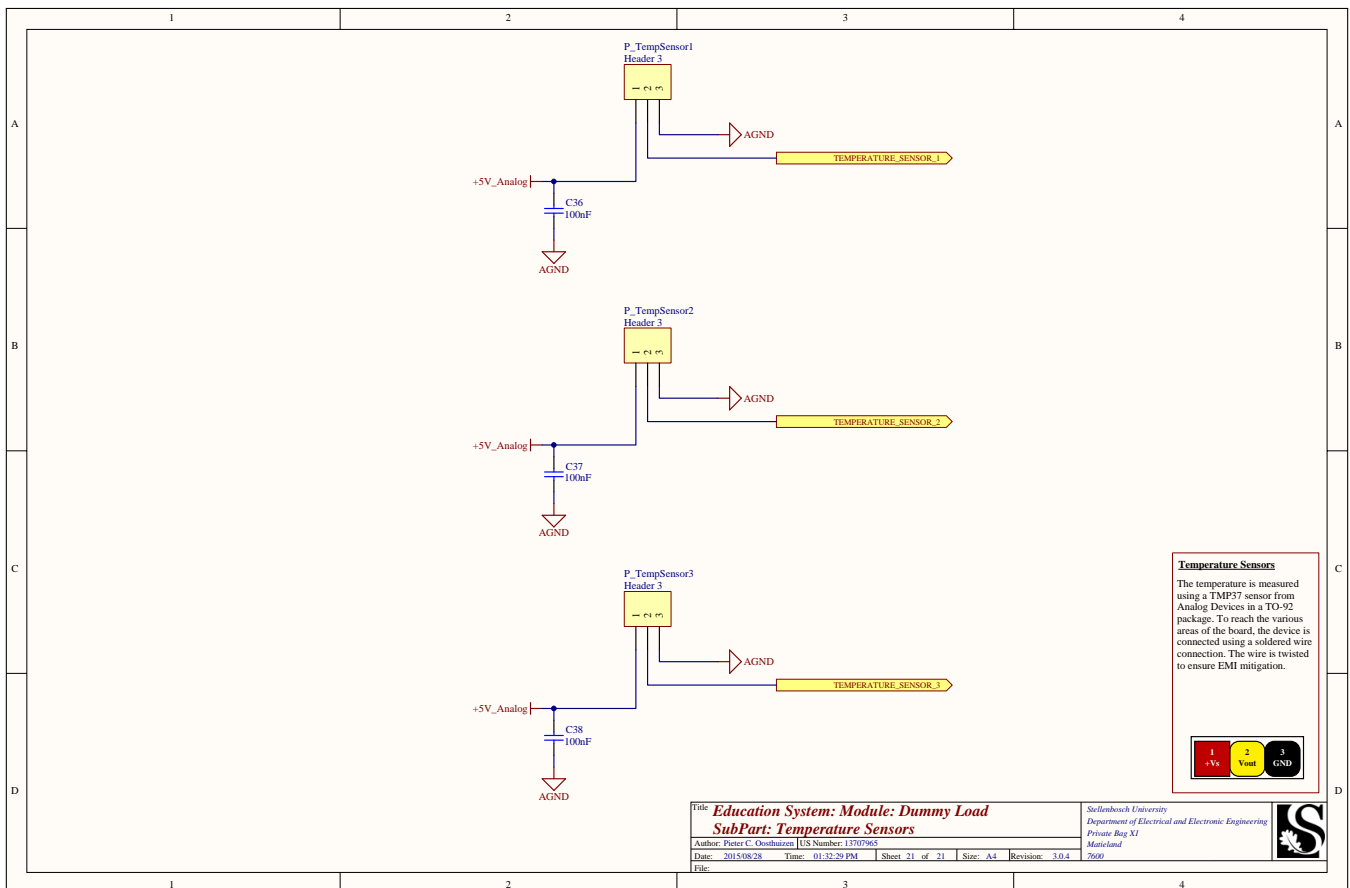 1 2 3 4
A A
B B
C C
D D
P_TempSensor1
Header 3
1 2 3
AGND
TEMPERATURE_SENSOR_1
+5V_Analog
C36
100nF
AGND
P_TempSensor2
Header 3
1 2 3
AGND
TEMPERATURE_SENSOR_2
+5V_Analog
C37
100nF
AGND
P_TempSensor3
Header 3
1 2 3
AGND
TEMPERATURE_SENSOR_3
+5V_Analog
C38
100nF
AGND
Temperature Sensors
The temperature is measured
using a TMP37 sensor from
Analog Devices in a TO-92
package. To reach the various
areas of the board, the device is
connected using a soldered wire
connection. The wire is twisted
to ensure EMI mitigation.
1 2 3
+Vs Vout GND
Title Education System: Module: Dummy Load
SubPart: Temperature Sensors
Author: Pieter C. Oosthuizen US Number: 13707965
Date: 2015/08/28 Time: 01:32:29 PM Sheet 21 of 21 Size: A4 Revision: 3.0.4
File:
Stellenbosch University
Department of Electrical and Electronic Engineering
Private Bag X1
Matieland
7600
S
1 2 3 4